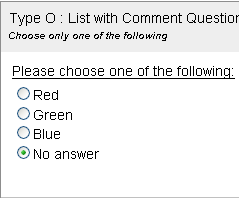 Type O : List with Comment Question
Choose only one of the following
Please choose one of the following:
Red
Green
Blue
No answer